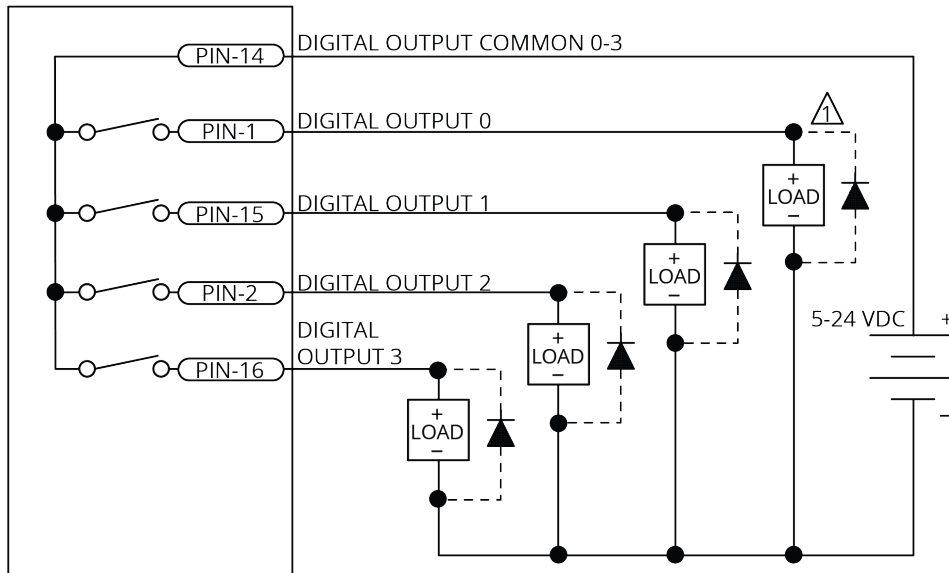 PIN-14
DIGITAL OUTPUT COMMON 0-3
PIN-1
DIGITAL OUTPUT 0
1
+
LOAD
−
PIN-15
DIGITAL OUTPUT 1
+
LOAD
−
PIN-2
DIGITAL OUTPUT 2
+
LOAD
−
5-24 VDC
+
−
DIGITAL
OUTPUT 3
PIN-16
+
LOAD
−